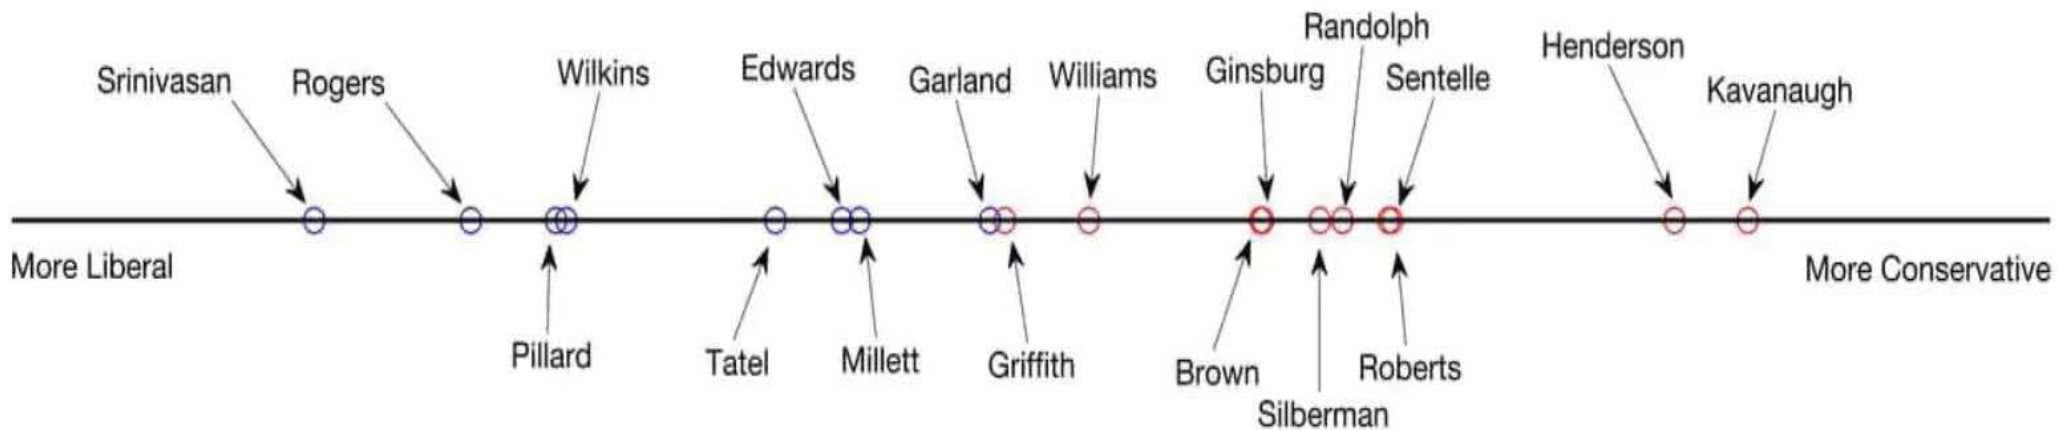 Srinivasan
Rogers
Wilkins
Edwards
Garland
Williams
Ginsburg
Randolph
Sentelle
Henderson
Kavanaugh
More Liberal
More Conservative
Pillard
Tatel
Millett
Griffith
Brown
Silberman
Roberts